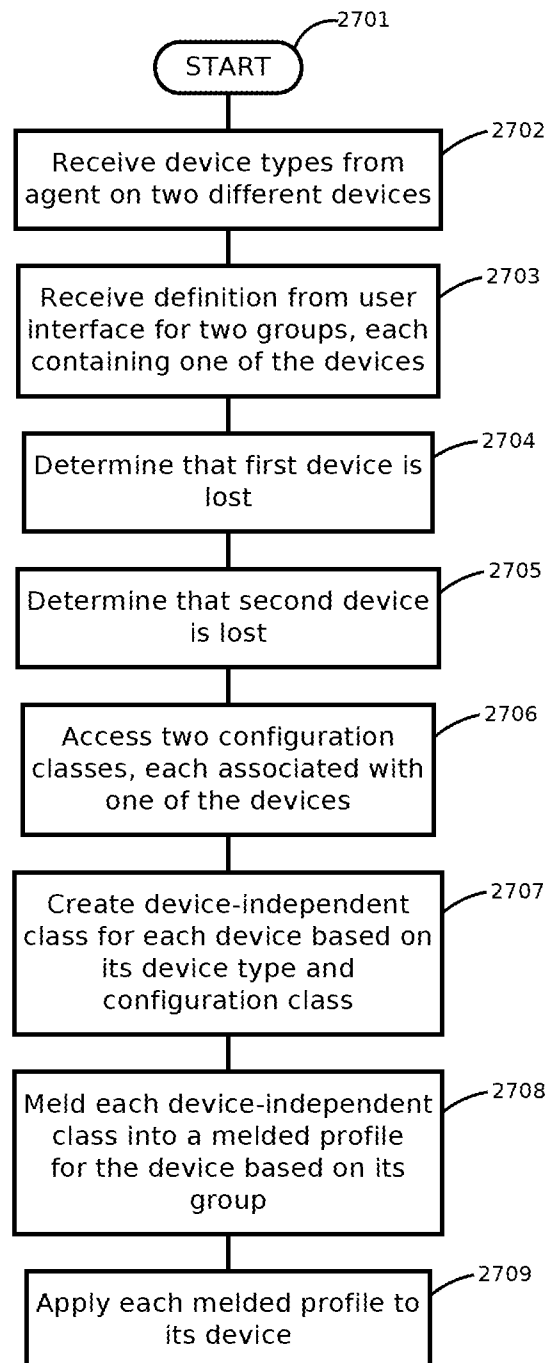 2701
START
2702
Receive device types from
agent on two different devices
2703
Receive definition from user
interface for two groups, each
containing one of the devices
2704
Determine that first device is
lost
2705
Determine that second device
is lost
2706
Access two configuration
classes, each associated with
one of the devices
2707
Create device-independent
class for each device based on
its device type and
configuration class
2708
Meld each device-independent
class into a melded profile
for the device based on its
group
2709
Apply each melded profile to
its device